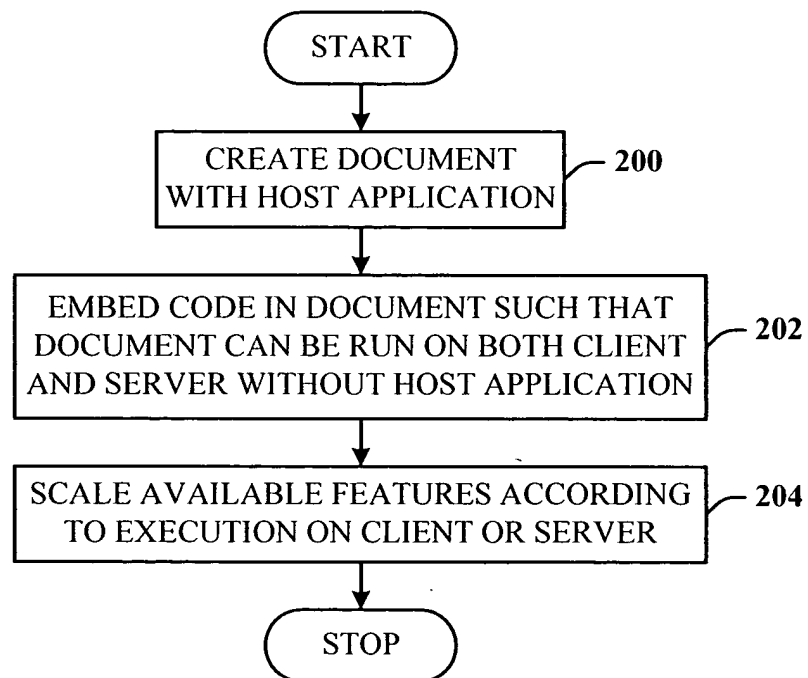 START
CREATE DOCUMENT
WITH HOST APPLICATION
200
EMBED CODE IN DOCUMENT SUCH THAT
DOCUMENT CAN BE RUN ON BOTH CLIENT
AND SERVER WITHOUT HOST APPLICATION
202
SCALE AVAILABLE FEATURES ACCORDING
TO EXECUTION ON CLIENT OR SERVER
204
STOP